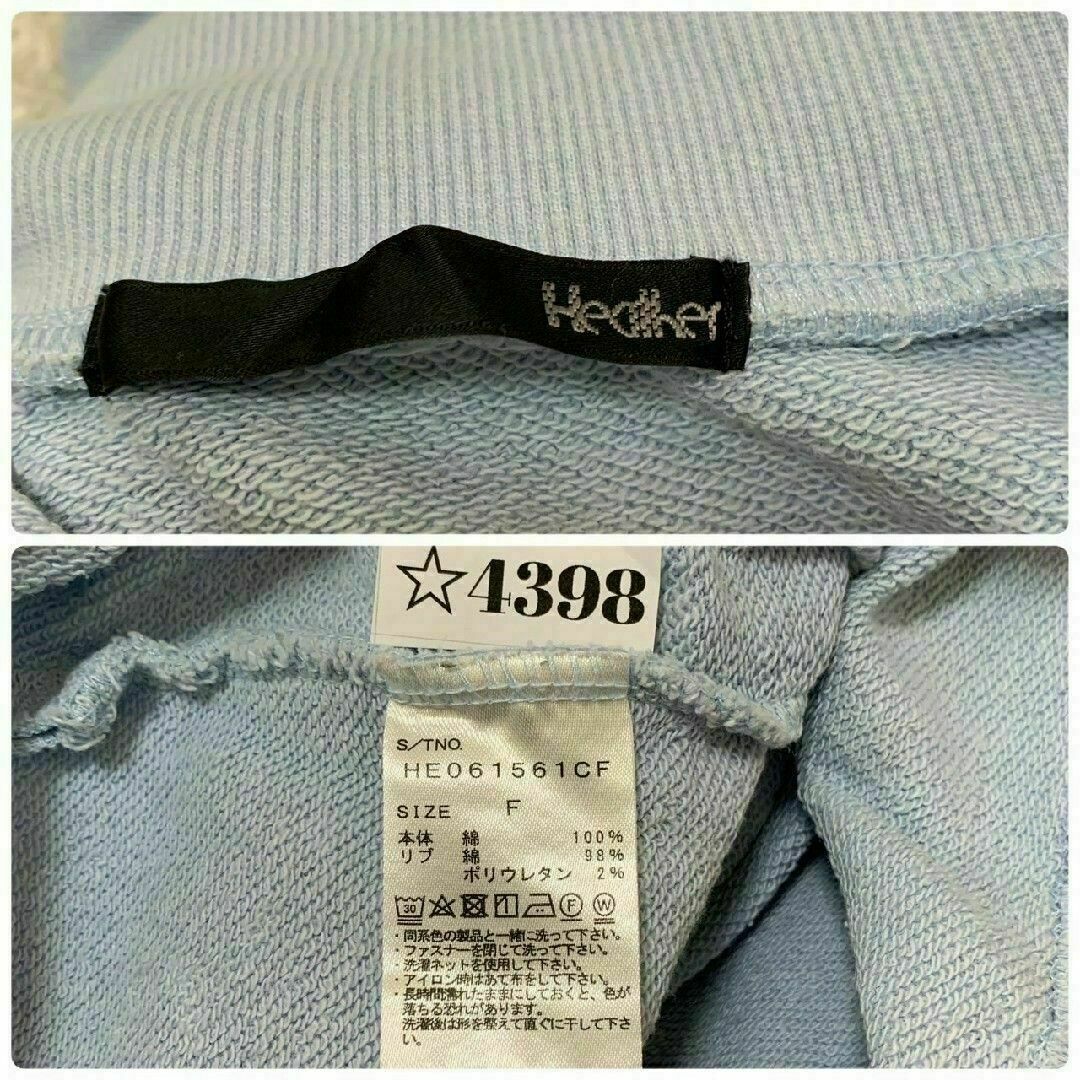 Heather
☆4398
S/TNO.
HE061561CF
SIZE F
本体 綿 100%
リブ 綿 98%
ポリウレタン 2%
30 F W
・同系色の製品と一緒に洗って下さい。
・ファスナーを閉じて洗って下さい。
洗濯ネットを使用して下さい。
・アイロン時はあて布をして下さい。
・長時間濡れたままにしておくと、色が
落ちる恐れがあります。
洗濯後は形を整えて直ぐに干して下さ
い。